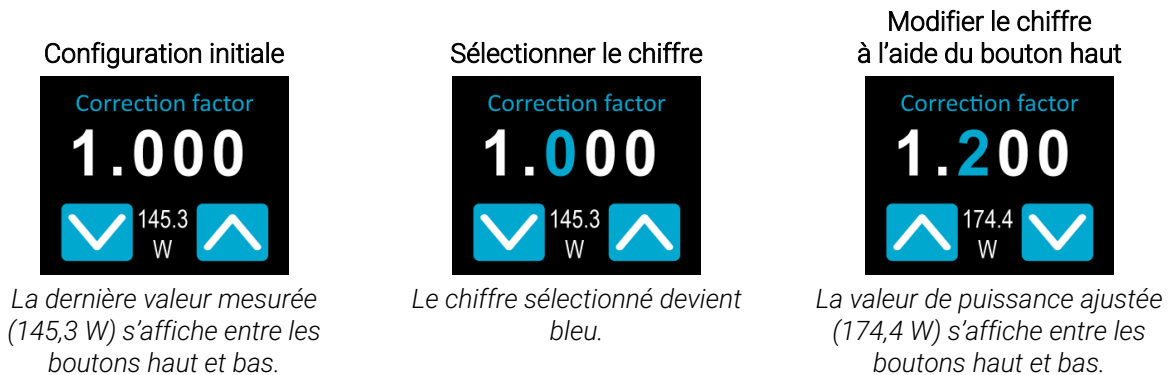 Configuration initiale
Correction factor
1.000
145.3
W
La dernière valeur mesurée
(145,3 W) s’affiche entre les
boutons haut et bas.
Sélectionner le chiffre
Correction factor
1.000
145.3
W
Le chiffre sélectionné devient
bleu.
Modifier le chiffre
à l’aide du bouton haut
Correction factor
1.200
174.4
W
La valeur de puissance ajustée
(174,4 W) s’affiche entre les
boutons haut et bas.